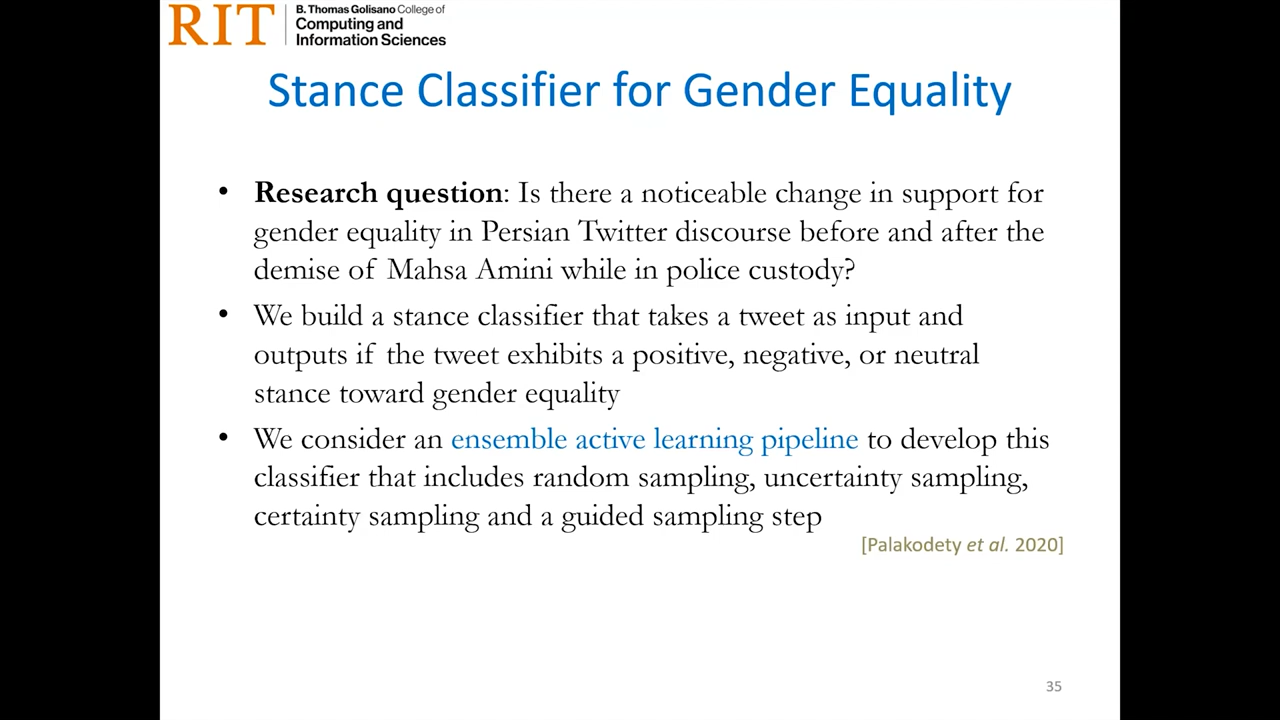 RIT
B. Thomas Golisano College of
Computing and
Information Sciences
Stance Classifier for Gender Equality
• Research question: Is there a noticeable change in support for
gender equality in Persian Twitter discourse before and after the
demise of Mahsa Amini while in police custody?
• We build a stance classifier that takes a tweet as input and
outputs if the tweet exhibits a positive, negative, or neutral
stance toward gender equality
• We consider an ensemble active learning pipeline to develop this
classifier that includes random sampling, uncertainty sampling,
certainty sampling and a guided sampling step
[Palakodety et al. 2020]
35